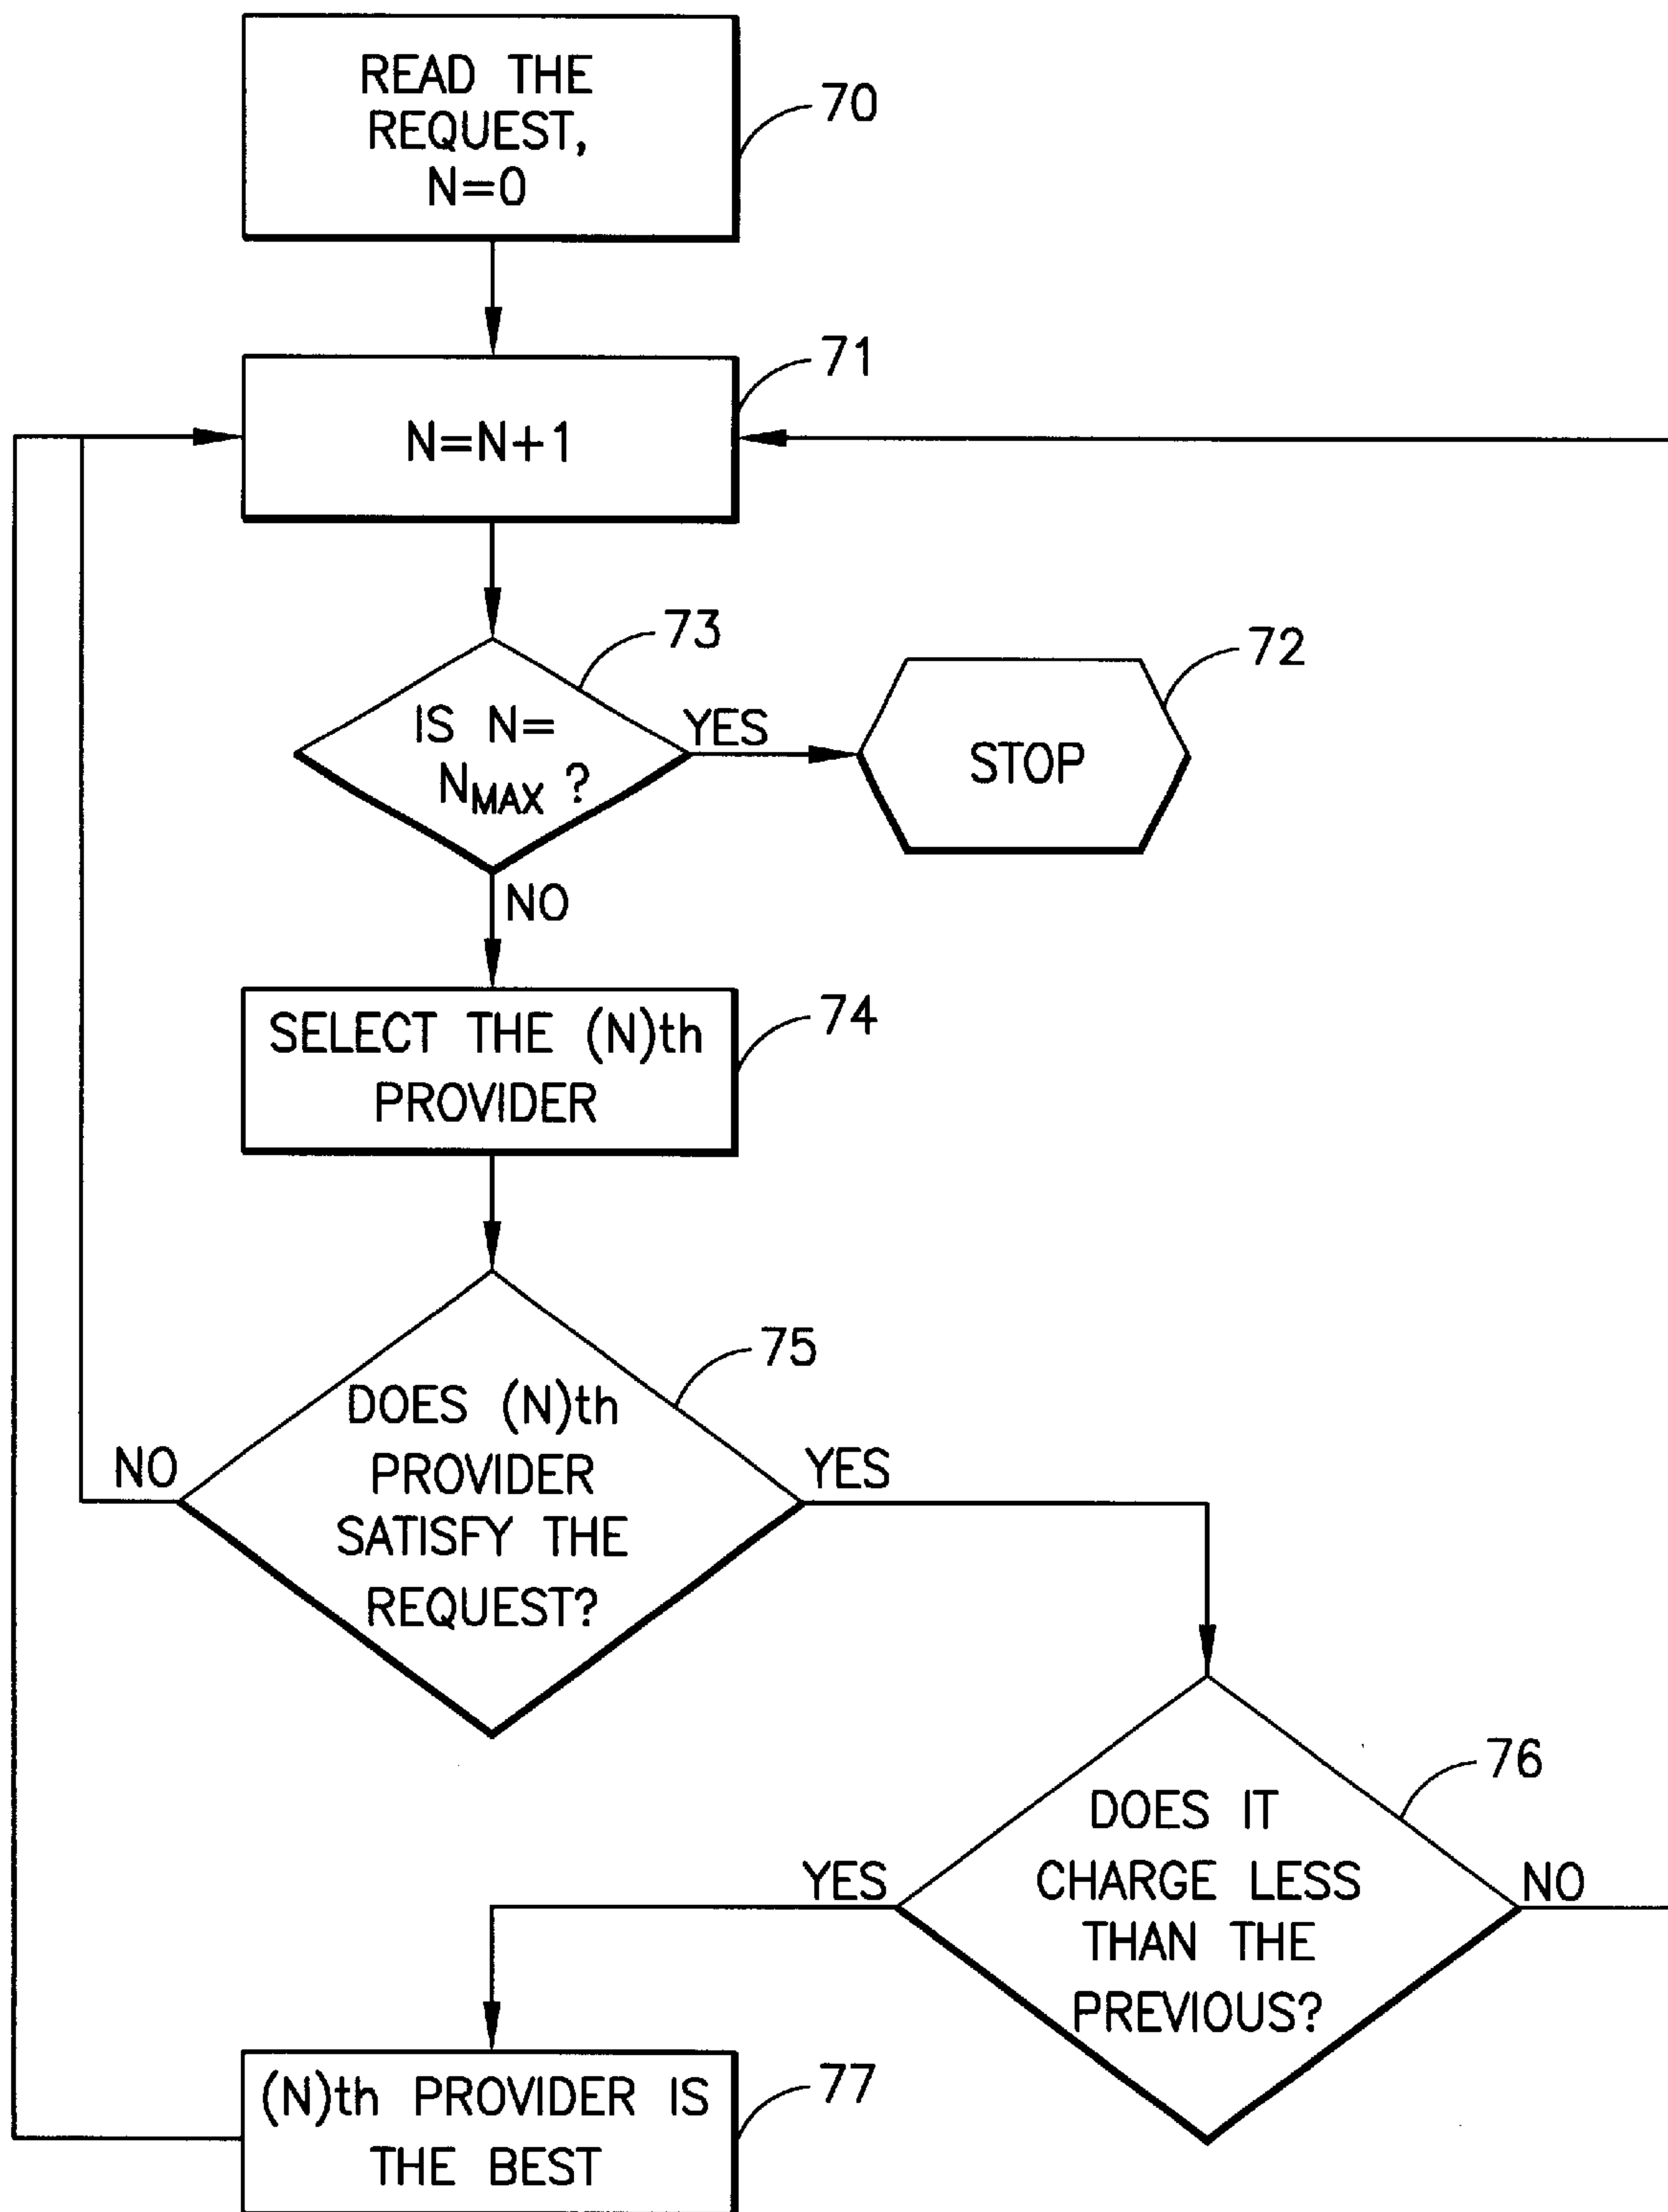 READ THE
REQUEST,
N=0
70
71
N=N+1
73
72
IS N=
NMAX ?
YES
STOP
NO
SELECT THE (N)th
PROVIDER
74
75
DOES (N)th
PROVIDER
SATISFY THE
REQUEST?
NO
YES
76
DOES IT
CHARGE LESS
THAN THE
PREVIOUS?
YES
NO
(N)th PROVIDER IS
THE BEST
77